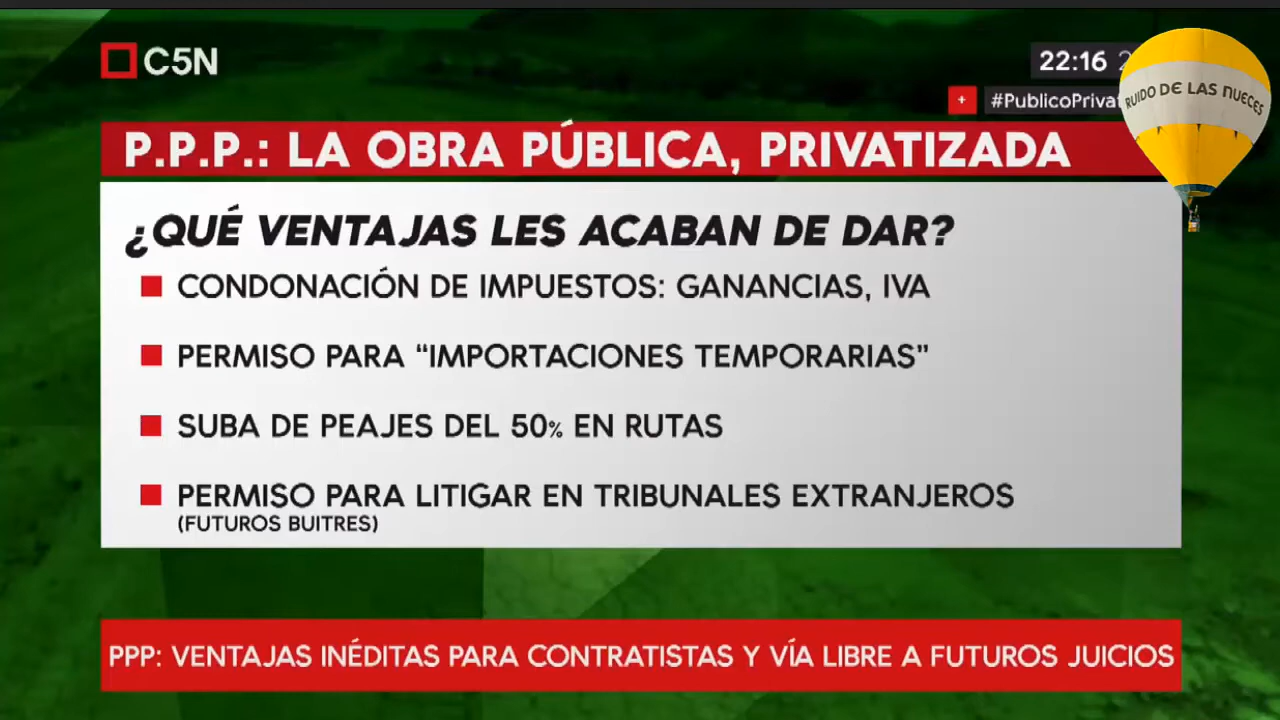 C5N
22:16
#PublicoPriva
RUIDO DE LAS NUECES
P.P.P.: LA OBRA PÚBLICA, PRIVATIZADA
¿QUÉ VENTAJAS LES ACABAN DE DAR?
CONDONACIÓN DE IMPUESTOS: GANANCIAS, IVA
PERMISO PARA “IMPORTACIONES TEMPORARIAS”
SUBA DE PEAJES DEL 50% EN RUTAS
PERMISO PARA LITIGAR EN TRIBUNALES EXTRANJEROS
(FUTUROS BUITRES)
PPP: VENTAJAS INÉDITAS PARA CONTRATISTAS Y VÍA LIBRE A FUTUROS JUICIOS